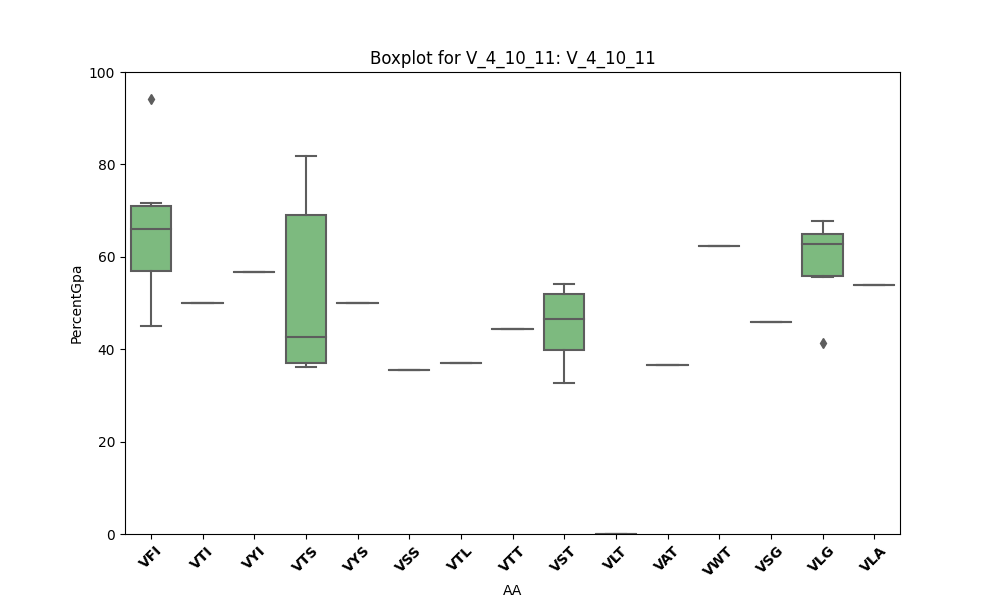 Boxplot for V_4_10_11: V_4_10_11
100
80
60
40
20
0
PercentGpa
VFI VTI VYI VTS VYS VSS VTL VTT VST VLT VAT VWT VSG VLG VLA
AA